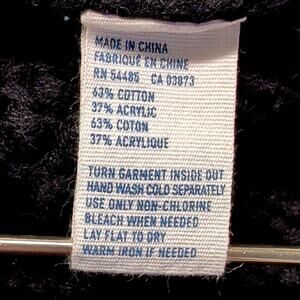 MADE IN CHINA
FABRIQUÉ EN CHINE
RN 54485 CA 03073
63% COTTON
37% ACRYLIC
63% COTON
37% ACRYLIQUE
TURN GARMENT INSIDE OUT
HAND WASH COLD SEPARATELY
USE ONLY NON-CHLORINE
BLEACH WHEN NEEDED
LAY FLAT TO DRY
WARM IRON IF NEEDED